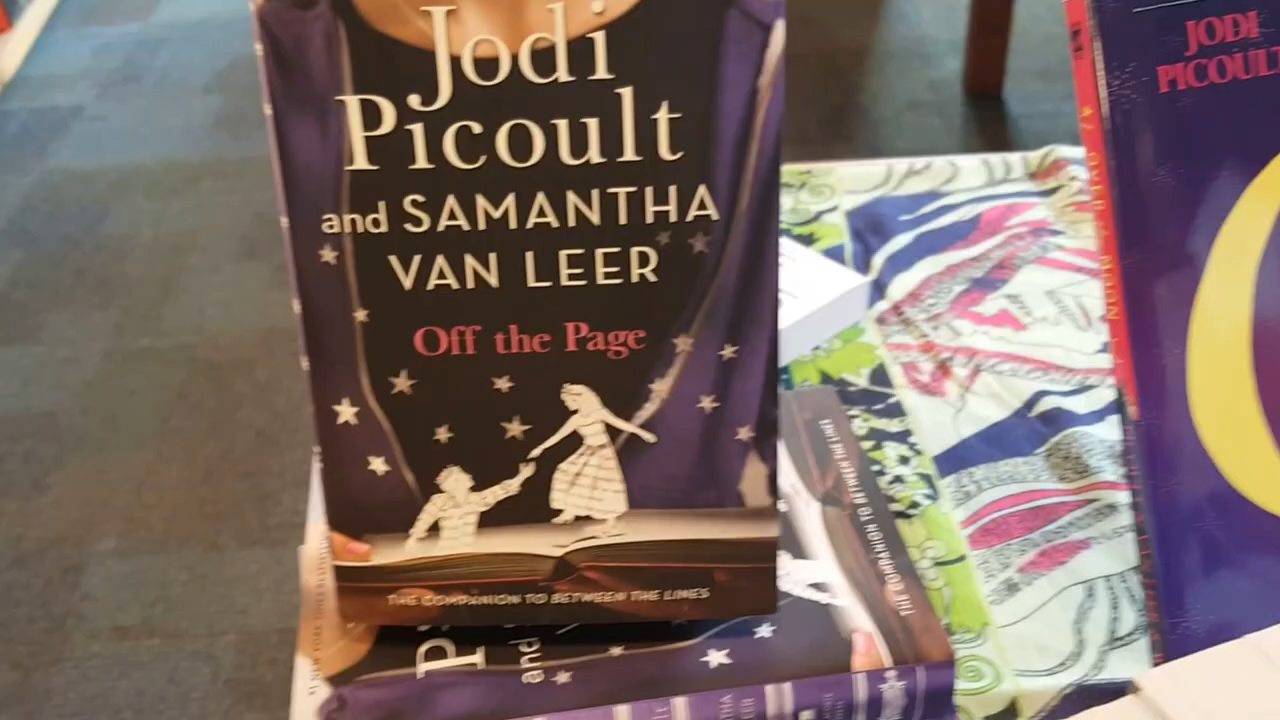 Jodi
Picoult
and SAMANTHA
VAN LEER
Off the Page
THE COMPANION TO BETWEEN THE LINES
JODI
PICOULT
THE COMPANION TO BETWEEN THE LINES
and